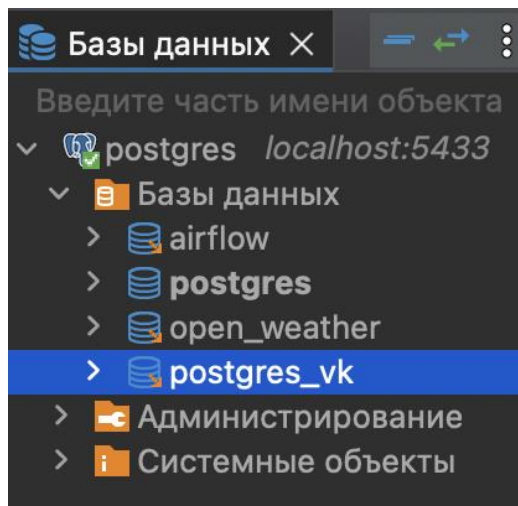 Базы данных
Введите часть имени объекта
postgres localhost:5433
Базы данных
airflow
postgres
open_weather
postgres_vk
Администрирование
Системные объекты